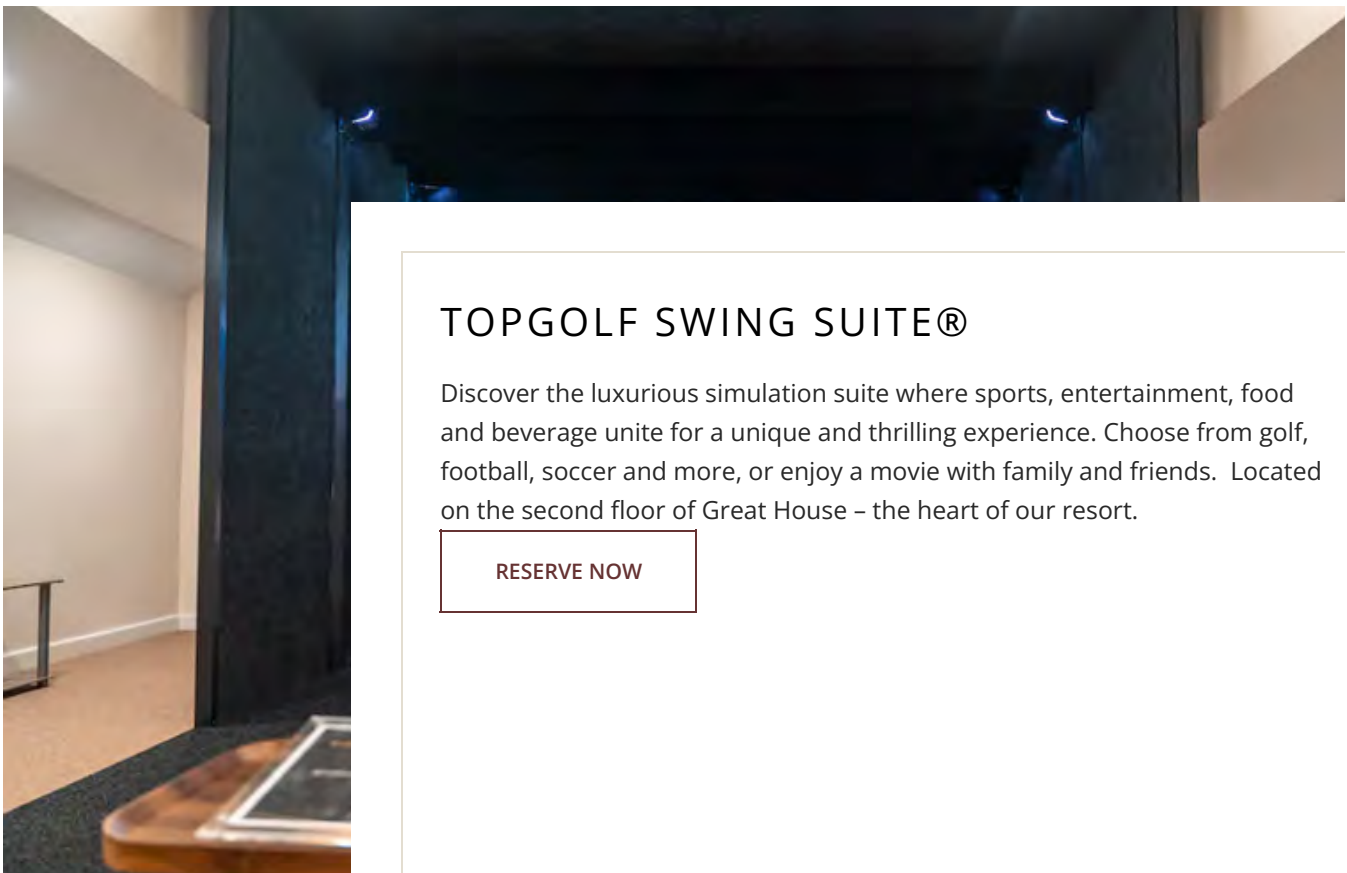 TOPGOLF SWING SUITE®
Discover the luxurious simulation suite where sports, entertainment, food
and beverage unite for a unique and thrilling experience. Choose from golf,
football, soccer and more, or enjoy a movie with family and friends.  Located
on the second floor of Great House – the heart of our resort.
RESERVE NOW